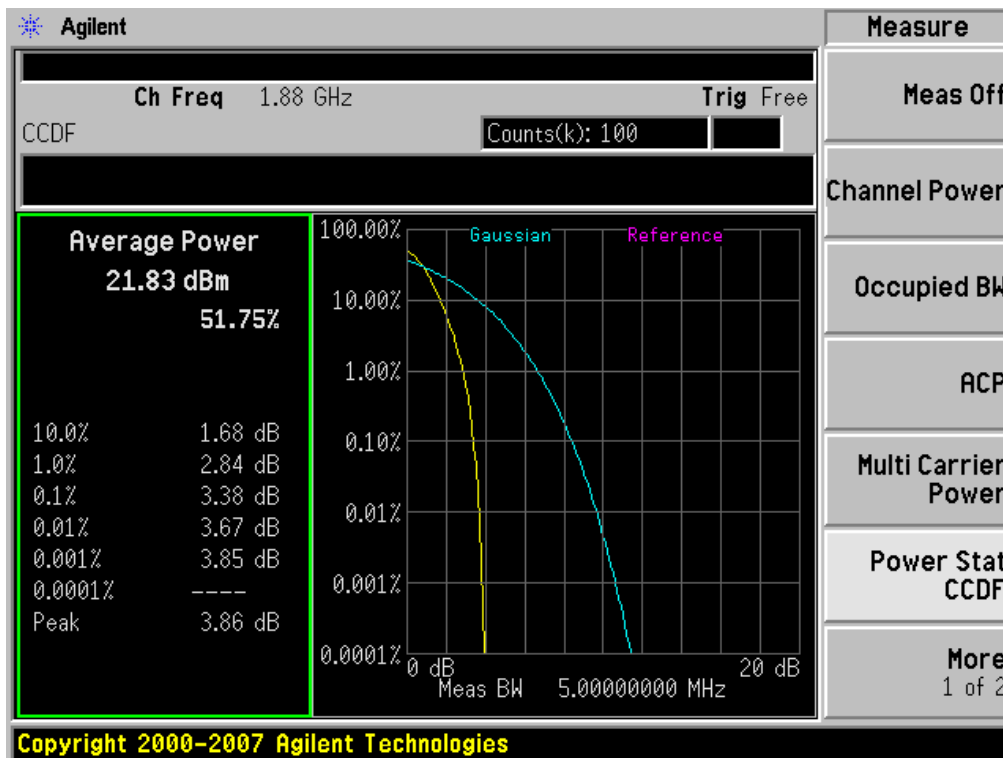 Agilent
Measure
Ch Freq 1.88 GHz Trig Free
CCDF Counts(k): 100
Meas Off
Channel Power
Occupied BW
ACP
Multi Carrier
Power
Power Stat
CCDF
More
1 of 2
Average Power
21.83 dBm
51.75%
10.0% 1.68 dB
1.0% 2.84 dB
0.1% 3.38 dB
0.01% 3.67 dB
0.001% 3.85 dB
0.0001% ----
Peak 3.86 dB
Gaussian Reference
100.00%
10.00%
1.00%
0.10%
0.01%
0.001%
0.0001%
0 dB 20 dB
Meas BW 5.00000000 MHz
Copyright 2000-2007 Agilent Technologies